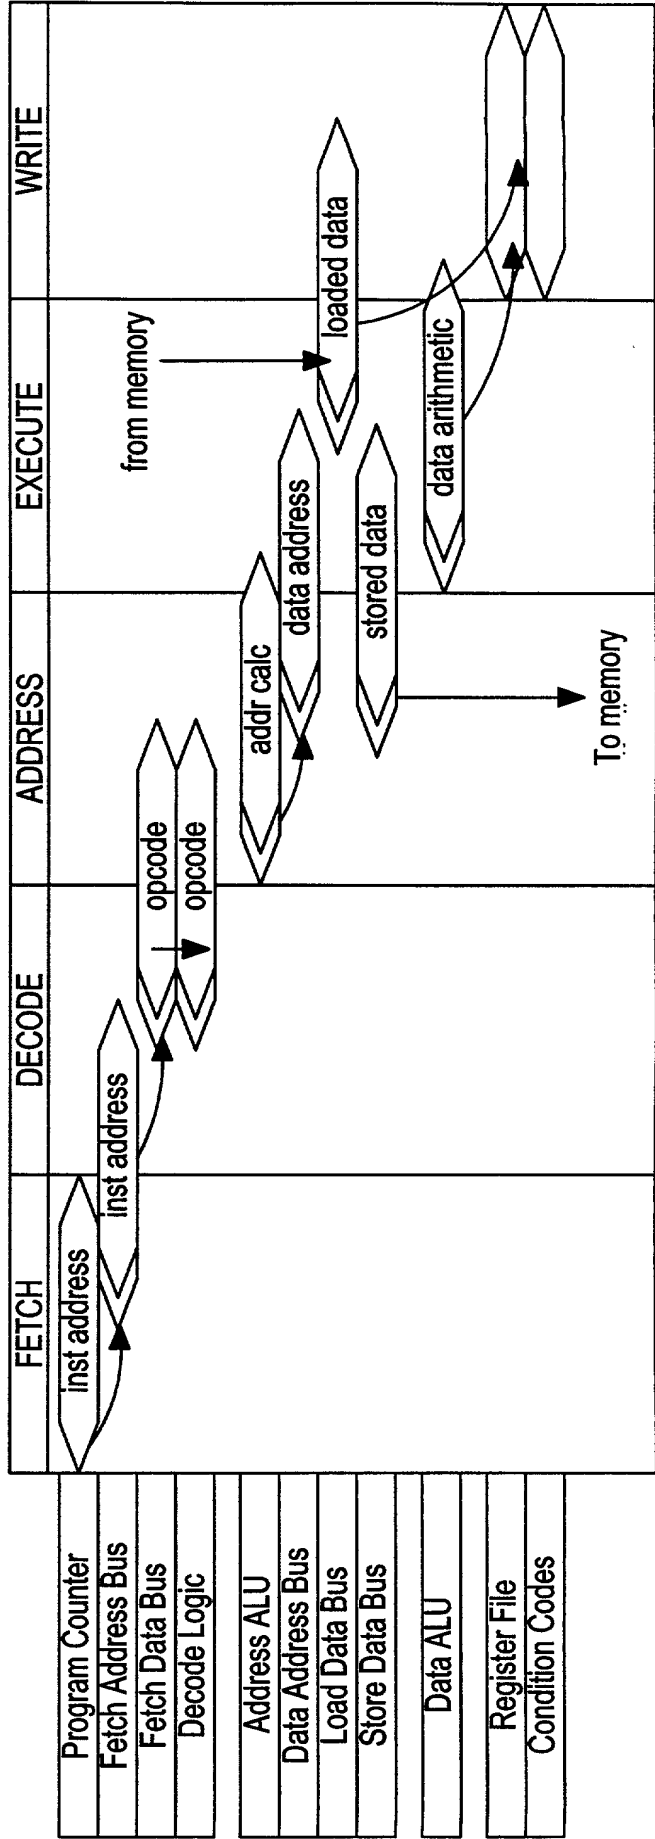 FETCH
DECODE
ADDRESS
EXECUTE
WRITE
Program Counter
inst address
Fetch Address Bus
inst address
Fetch Data Bus
opcode
Decode Logic
opcode
from memory
Address ALU
addr calc
Data Address Bus
data address
Load Data Bus
loaded data
Store Data Bus
stored data
Data ALU
data arithmetic
Register File
Condition Codes
To memory